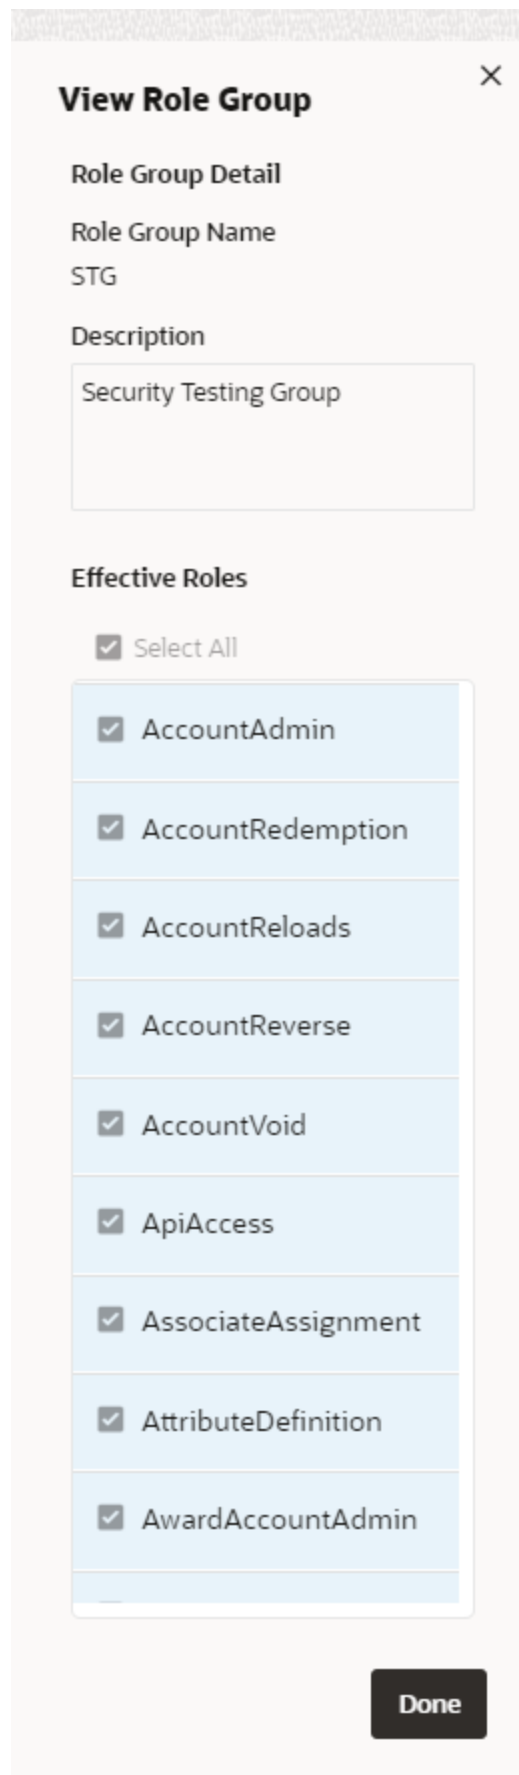 View Role Group
Role Group Detail
Role Group Name
STG
Description
Security Testing Group
Effective Roles
Select All
AccountAdmin
AccountRedemption
AccountReloads
AccountReverse
AccountVoid
ApiAccess
AssociateAssignment
AttributeDefinition
AwardAccountAdmin
Done